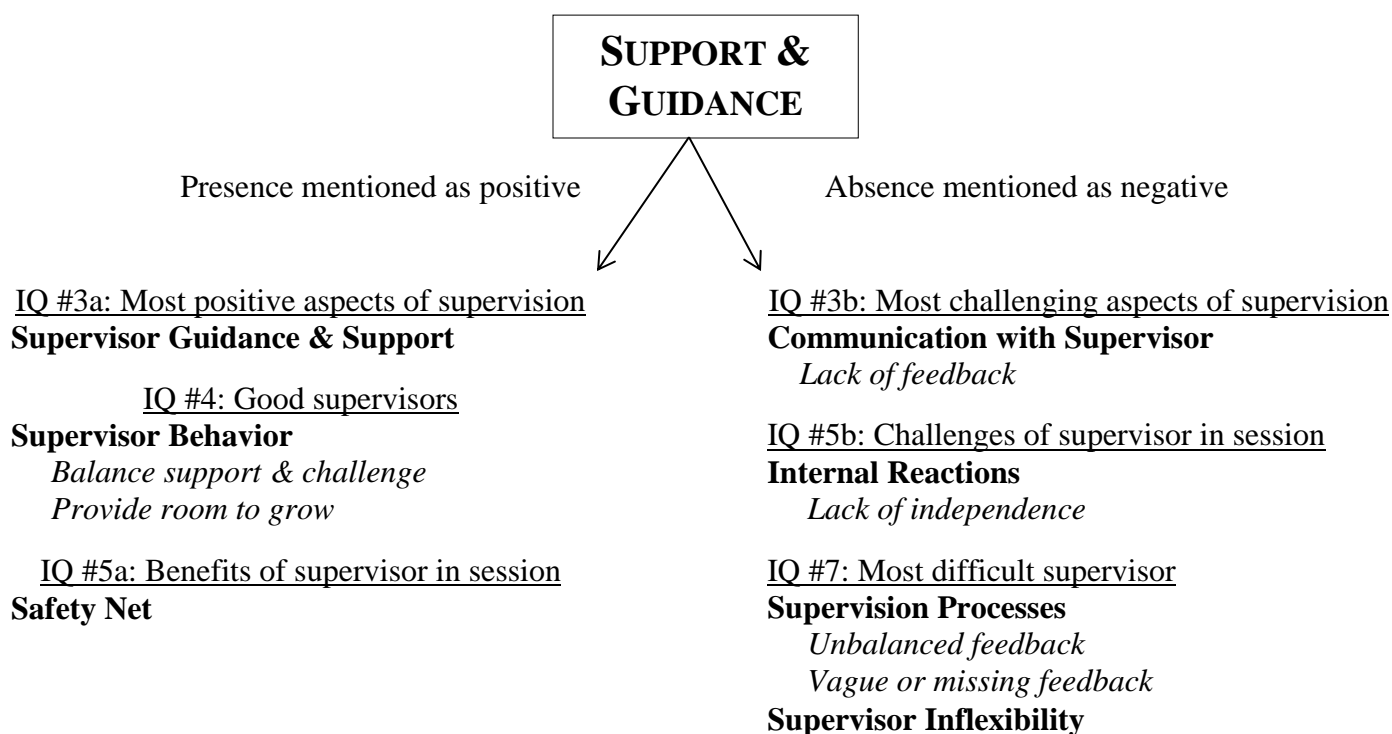 SUPPORT &
GUIDANCE
Presence mentioned as positive
Absence mentioned as negative
IQ #3a: Most positive aspects of supervision
Supervisor Guidance & Support
IQ #4: Good supervisors
Supervisor Behavior
Balance support & challenge
Provide room to grow
IQ #5a: Benefits of supervisor in session
Safety Net
IQ #3b: Most challenging aspects of supervision
Communication with Supervisor
Lack of feedback
IQ #5b: Challenges of supervisor in session
Internal Reactions
Lack of independence
IQ #7: Most difficult supervisor
Supervision Processes
Unbalanced feedback
Vague or missing feedback
Supervisor Inflexibility